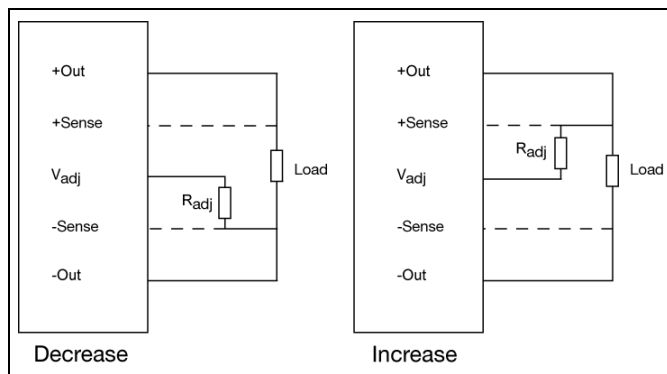 +Out
+Sense
Vadj
Radj
Load
-Sense
-Out
Decrease
+Out
+Sense
Radj
Vadj
Load
-Sense
-Out
Increase